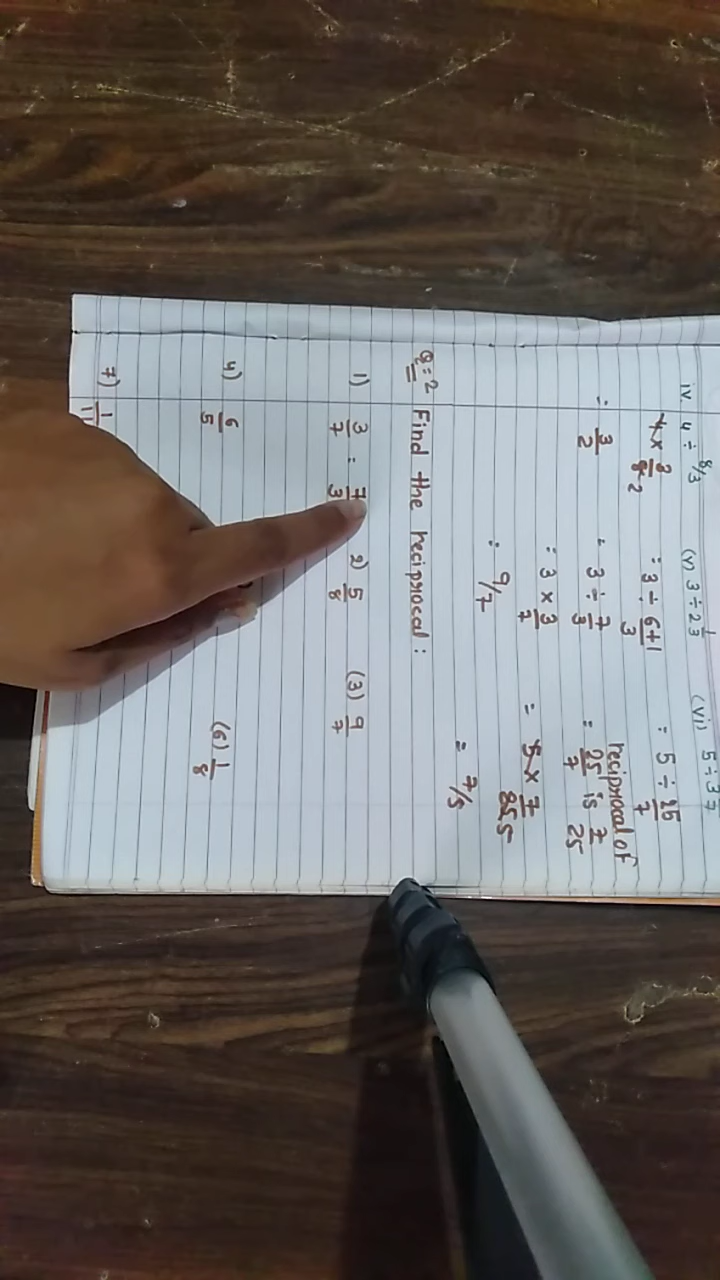 iv. 4 ÷ 8/3 (v) 3 ÷ 2 1/3 (vi) 5 ÷ 3
4 × 3/8 2 = 3 ÷ 6+1/3 = 5 ÷ 25/7
= 3/2 = 3 ÷ 7/3 reciprocal of
= 25/7 is 7/25
= 3 × 3/7 = 5 × 7/25 5
= 9/7 = 7/5
Q=2 Find the reciprocal :
1) 3/7 = 7/3 2) 5/8 (3) 9/7
4) 6/5 (6) 1/8
7) 1/11